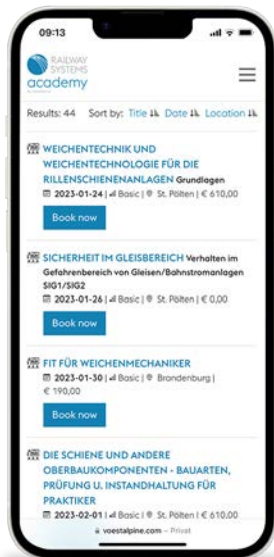 09:13
RAILWAY
SYSTEMS
academy
Results: 44 Sort by: Title Date Location
WEICHENTECHNIK UND
WEICHENTECHNOLOGIE FÜR DIE
RILLENSCHIENENANLAGEN Grundlagen
2023-01-24 | Basic | St. Pölten | € 610,00
Book now
SICHERHEIT IM GLEISBEREICH Verhalten im
Gefahrenbereich von Gleisen/Bahnstromanlagen
SIG1/SIG2
2023-01-26 | Basic | St. Pölten | € 0,00
Book now
FIT FÜR WEICHENMECHANIKER
2023-01-30 | Basic | Brandenburg |
€ 190,00
Book now
DIE SCHIENE UND ANDERE
OBERBAUKOMPONENTEN - BAUARTEN,
PRÜFUNG U. INSTANDHALTUNG FÜR
PRAKTIKER
2023-02-01 | Basic | St. Pölten | € 610,00
voestalpine.com – Privat